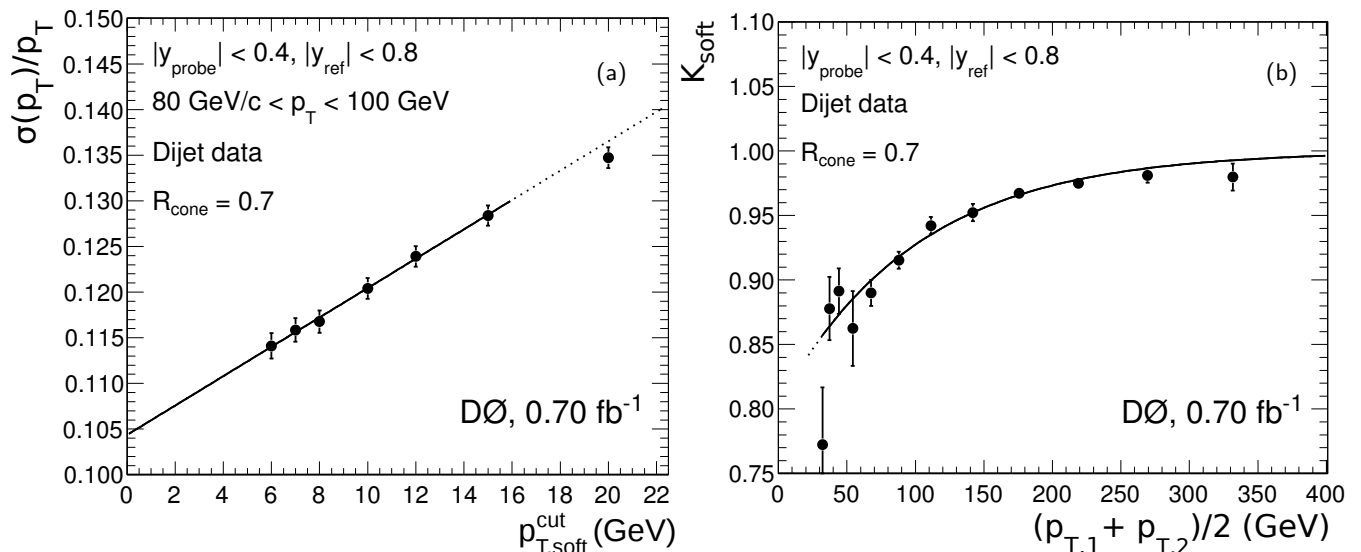 σ(p_T)/p_T
0.150
0.145
0.140
0.135
0.130
0.125
0.120
0.115
0.110
0.105
0.100
|y_probe| < 0.4, |y_ref| < 0.8
(a)
80 GeV/c < p_T < 100 GeV
Dijet data
R_cone = 0.7
DØ, 0.70 fb⁻¹
0 2 4 6 8 10 12 14 16 18 20 22
p_T,soft^cut (GeV)
K_soft
1.10
1.05
1.00
0.95
0.90
0.85
0.80
0.75
|y_probe| < 0.4, |y_ref| < 0.8
(b)
Dijet data
R_cone = 0.7
DØ, 0.70 fb⁻¹
0 50 100 150 200 250 300 350 400
(p_T,1 + p_T,2)/2 (GeV)